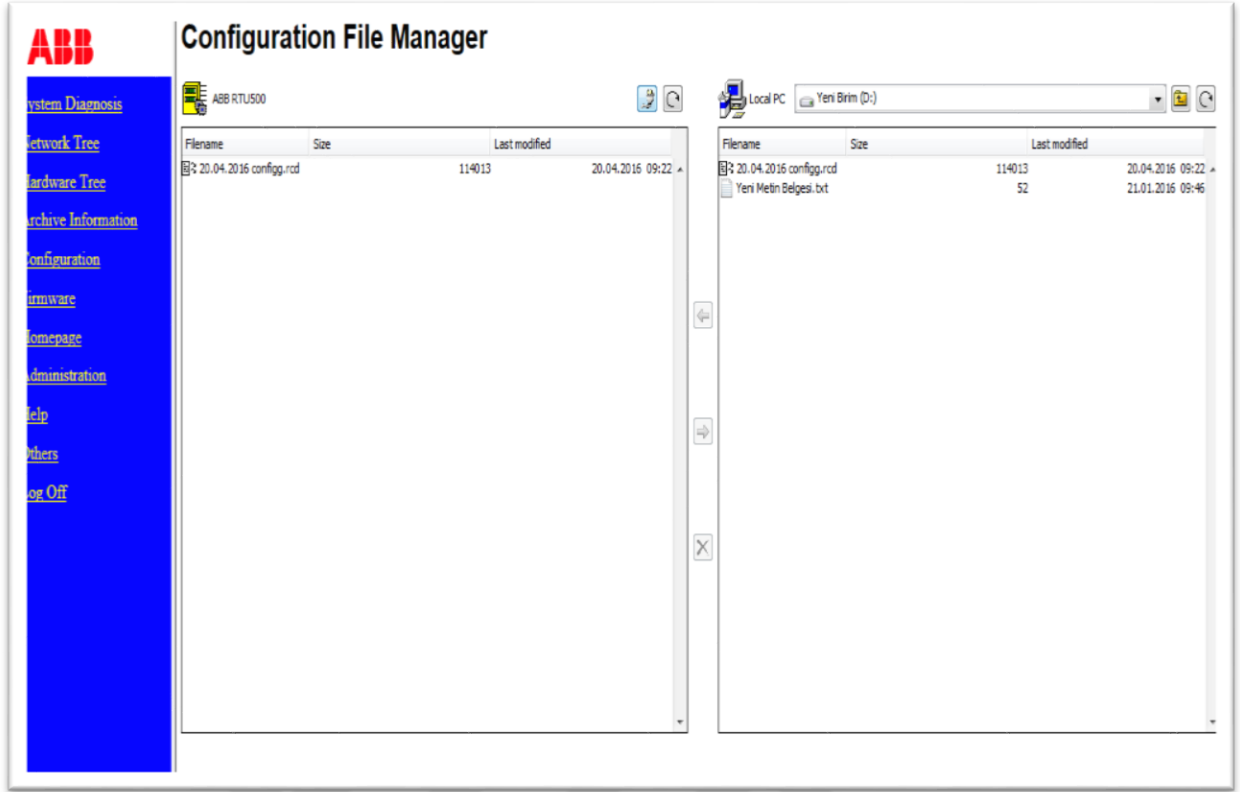 ABB
Configuration File Manager
ystem Diagnosis
Network Tree
Hardware Tree
Archive Information
Configuration
irmware
Homepage
Administration
Help
Others
Log Off
ABB RTU500
Filename Size Last modified
20.04.2016 configg.rcd 114013 20.04.2016 09:22
Local PC Yeni Birim (D:)
Filename Size Last modified
20.04.2016 configg.rcd 114013 20.04.2016 09:22
Yeni Metin Belgesi.txt 52 21.01.2016 09:46